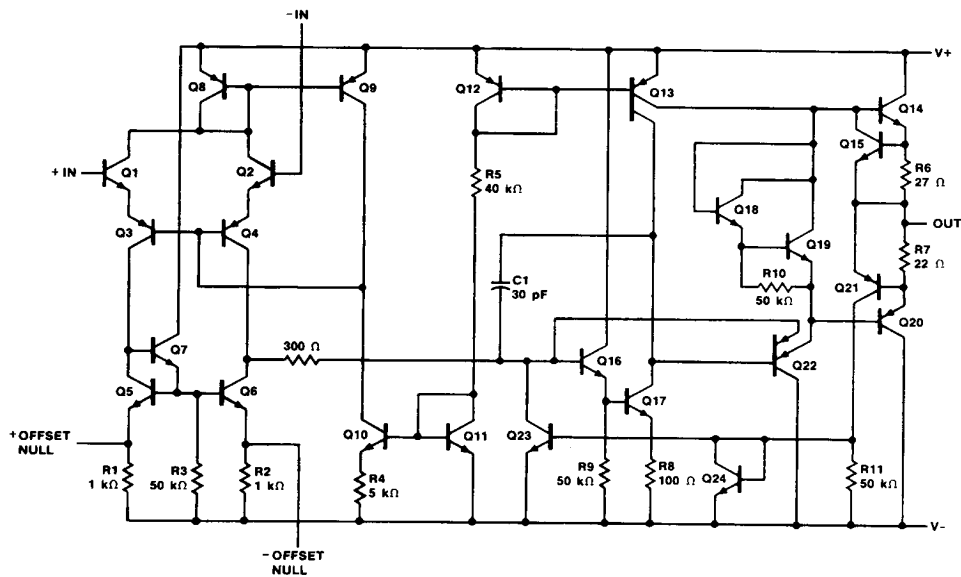 −IN
V+
Q8
Q9
Q12
Q13
Q14
Q15
+IN
Q1
Q2
R5
40 kΩ
R6
27 Ω
Q3
Q4
Q18
Q19
OUT
C1
30 pF
R10
50 kΩ
R7
22 Ω
Q21
Q20
Q7
300 Ω
Q16
Q22
Q5
Q6
Q17
+OFFSET
NULL
Q10
Q11
Q23
R1
1 kΩ
R3
50 kΩ
R2
1 kΩ
R4
5 kΩ
R9
50 kΩ
R8
100 Ω
Q24
R11
50 kΩ
V−
−OFFSET
NULL